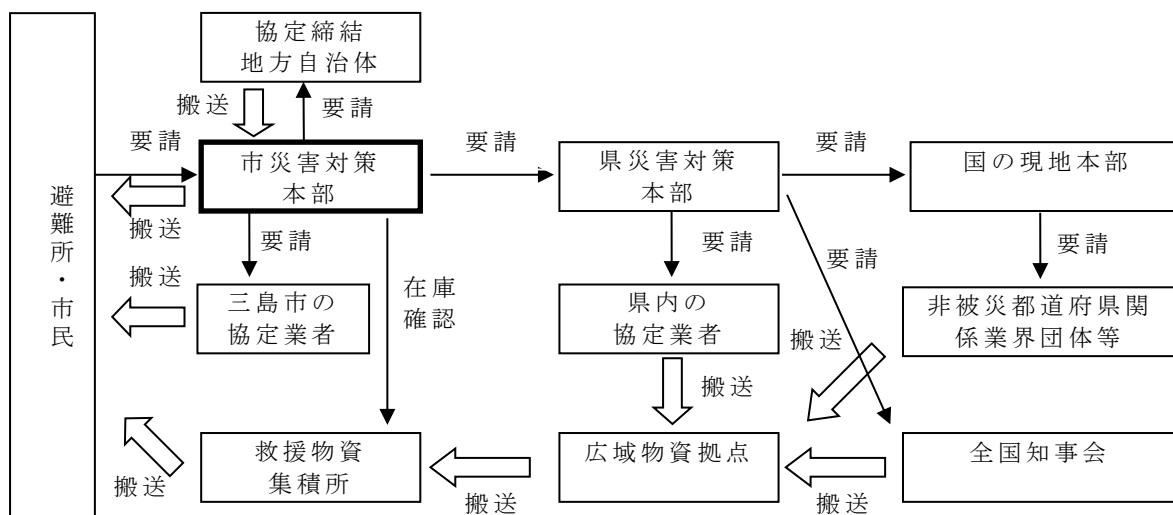 協定締結
地方自治体
搬送
要請
要請
市災害対策
本部
要請
県災害対策
本部
要請
国の現地本部
避難所・市民
搬送
要請
要請
要請
要請
搬送
三島市の
協定業者
在庫
確認
県内の
協定業者
非被災都道府県関
係業界団体等
搬送
搬送
救援物資
集積所
広域物資拠点
全国知事会
搬送
搬送
搬送